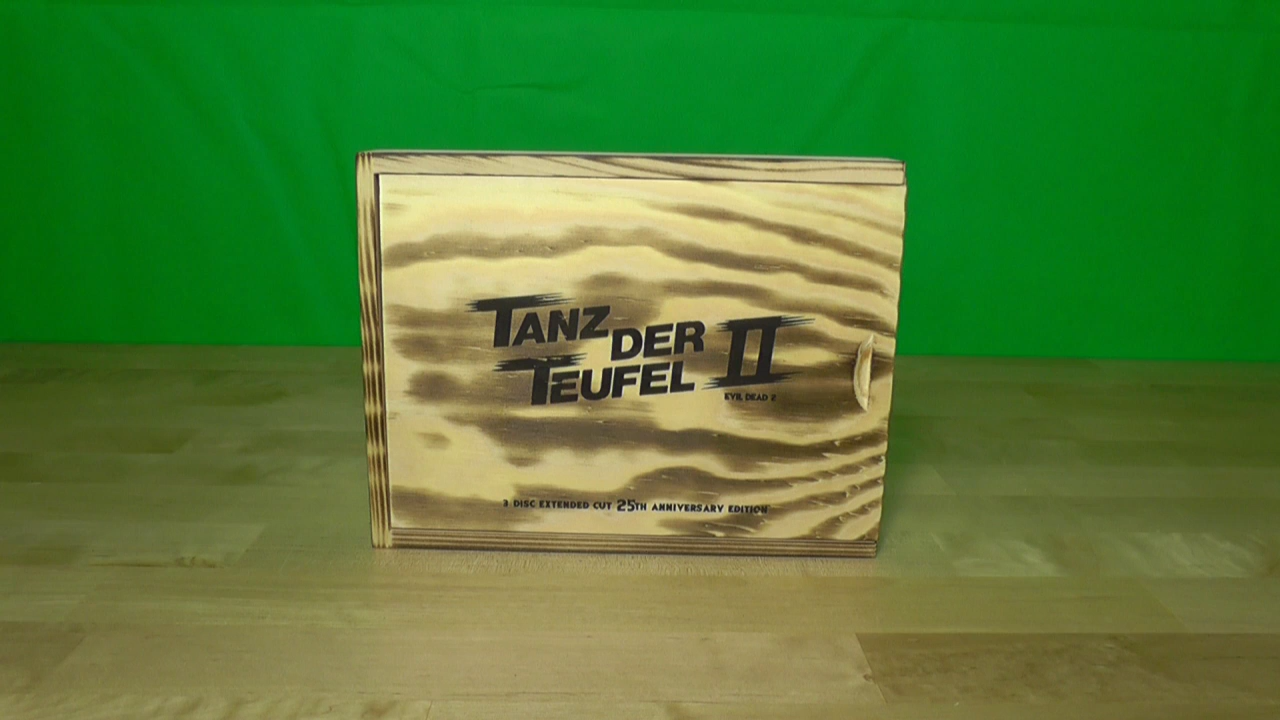 TANZ DER II
TEUFEL
EVIL DEAD 2
3 DISC EXTENDED CUT 25TH ANNIVERSARY EDITION